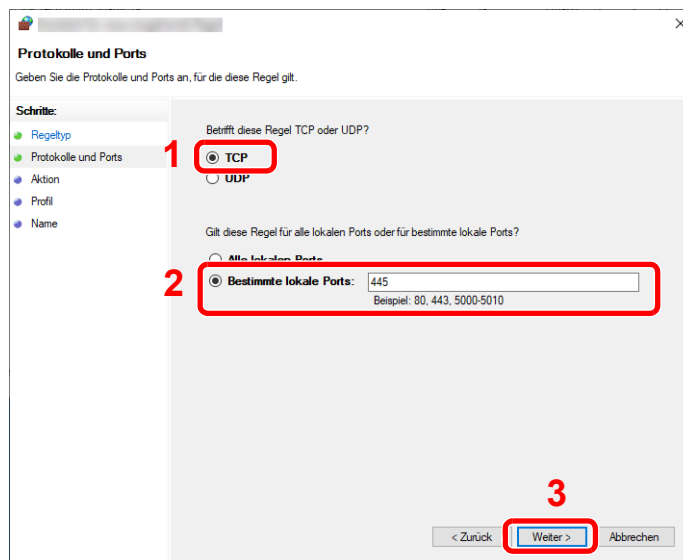 Protokolle und Ports
Geben Sie die Protokolle und Ports an, für die diese Regel gilt.
Schritte:
Regeltyp
Protokolle und Ports
Aktion
Profil
Name
Betrifft diese Regel TCP oder UDP?
1
TCP
UDP
Gilt diese Regel für alle lokalen Ports oder für bestimmte lokale Ports?
Alle lokalen Ports
2
Bestimmte lokale Ports: 445
Beispiel: 80, 443, 5000-5010
3
< Zurück Weiter > Abbrechen